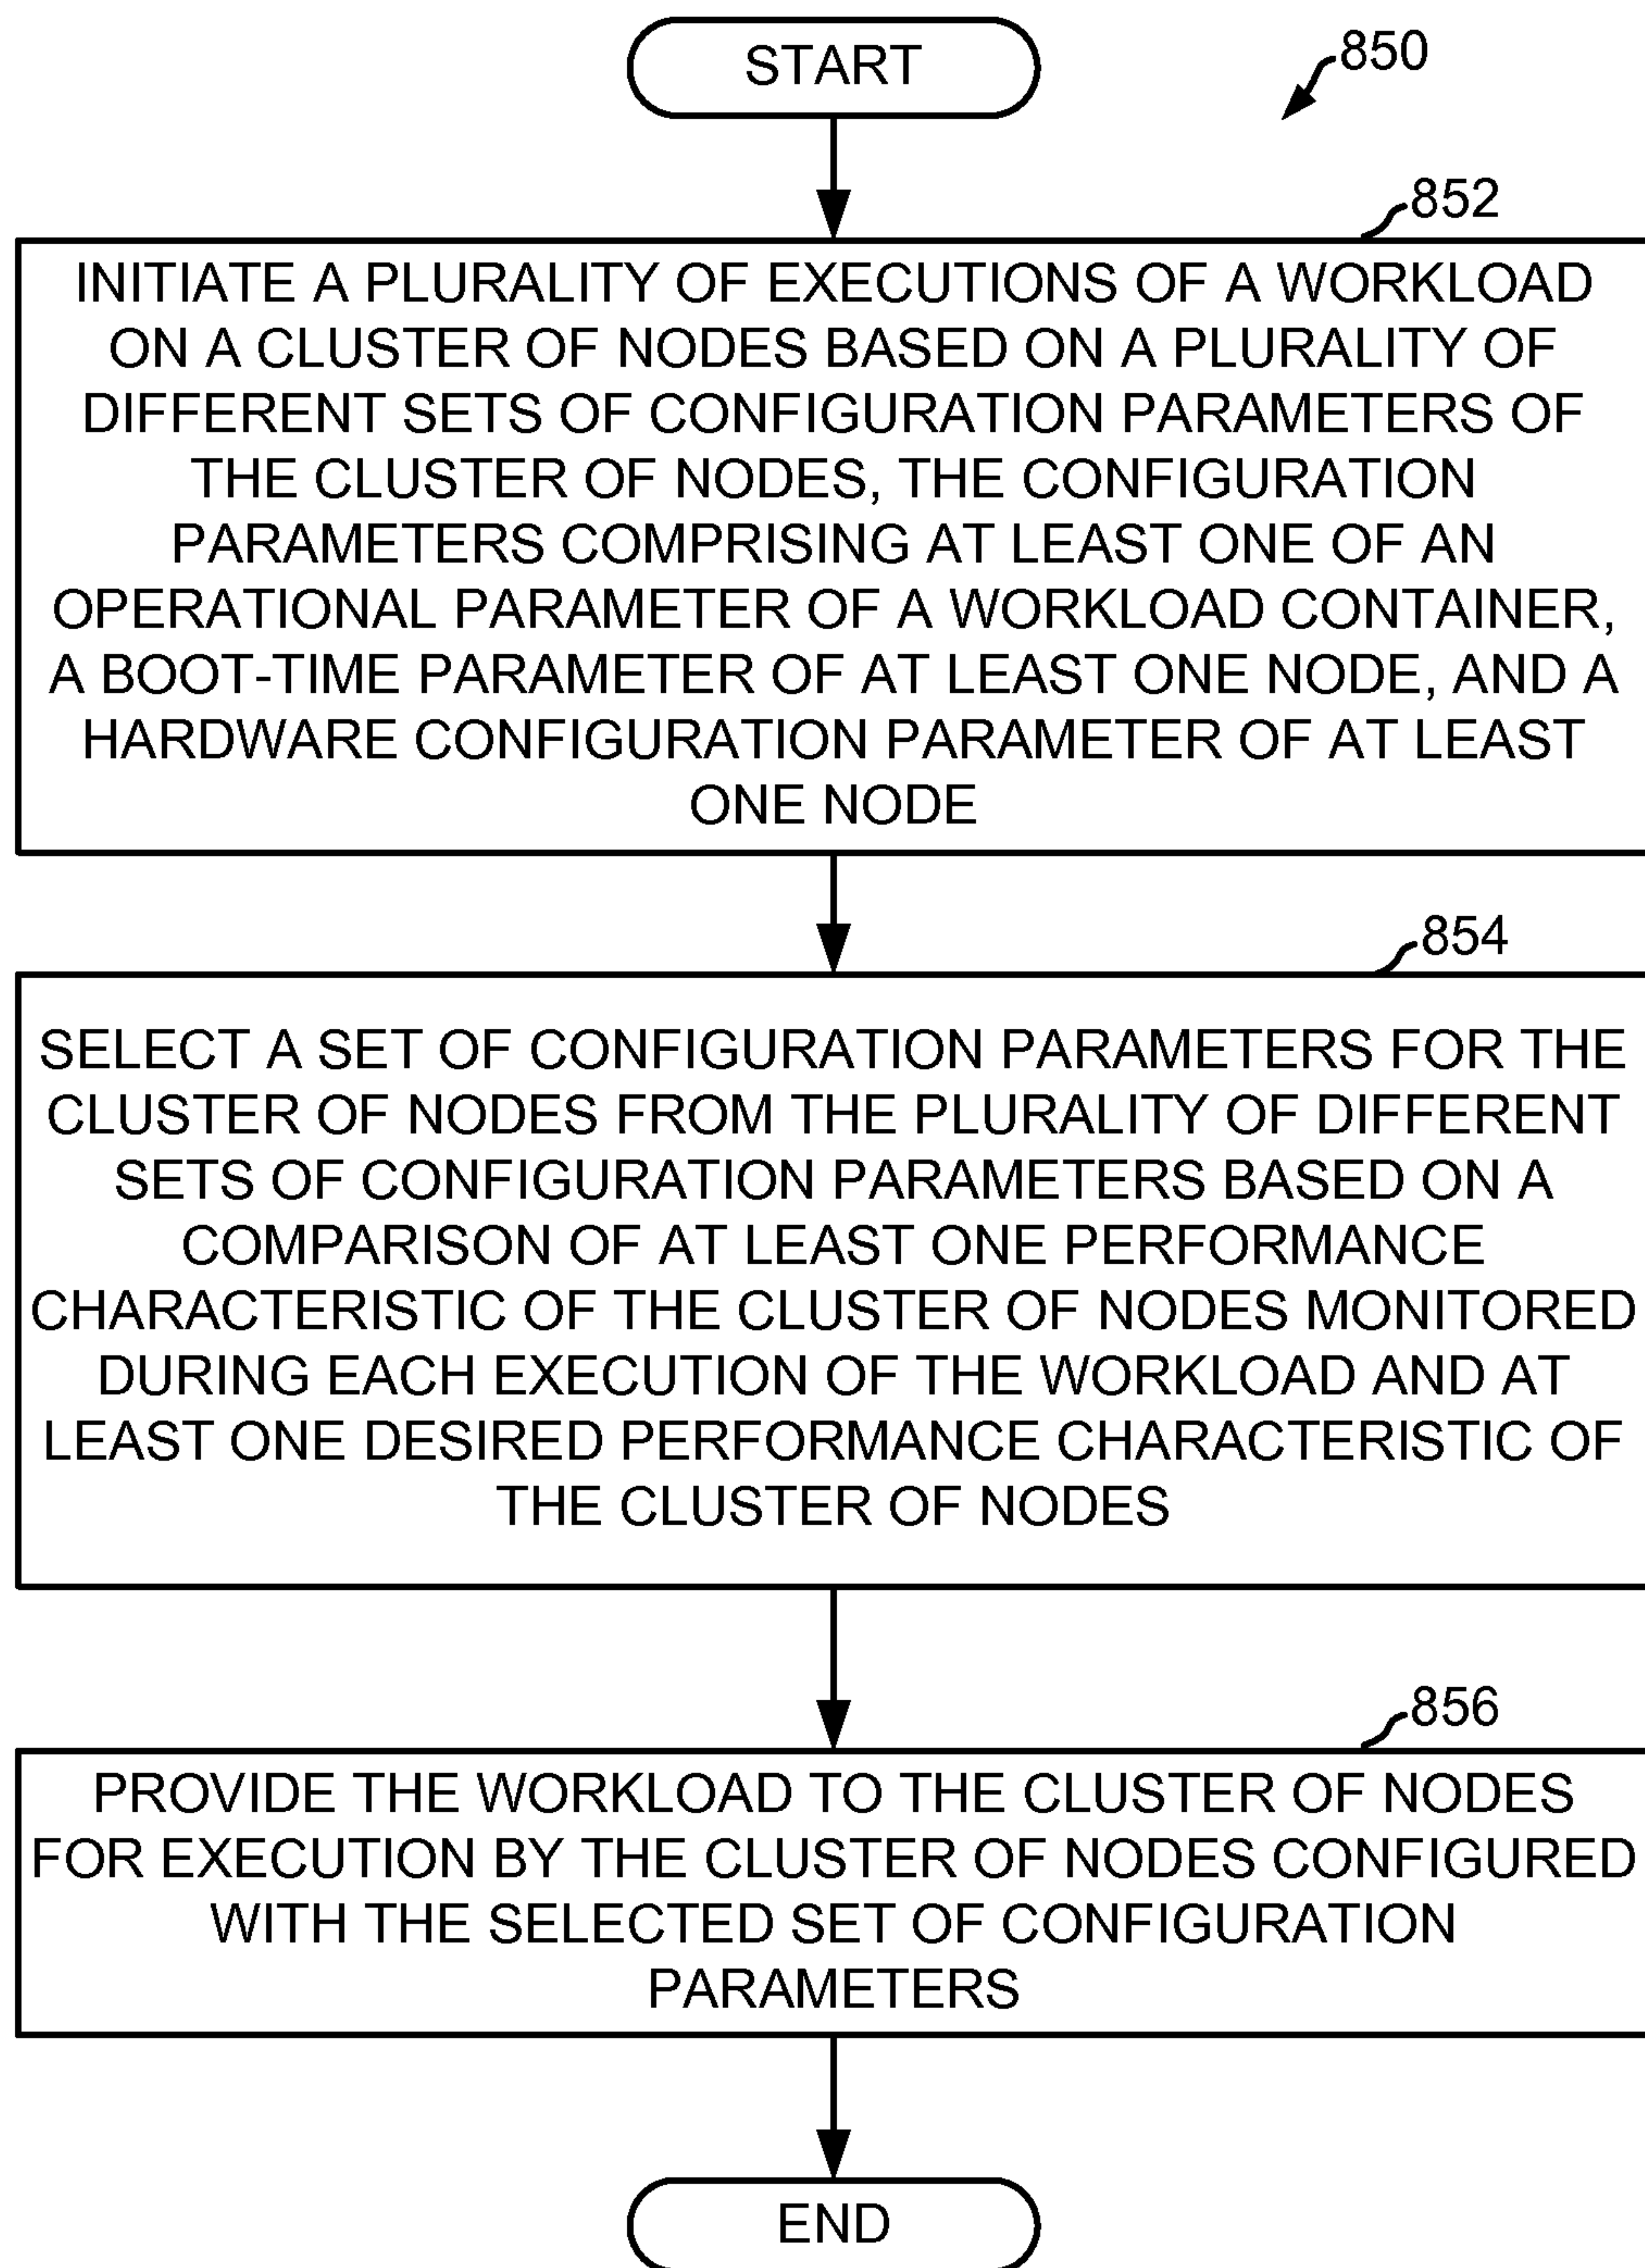 START
850
852
INITIATE A PLURALITY OF EXECUTIONS OF A WORKLOAD
ON A CLUSTER OF NODES BASED ON A PLURALITY OF
DIFFERENT SETS OF CONFIGURATION PARAMETERS OF
THE CLUSTER OF NODES, THE CONFIGURATION
PARAMETERS COMPRISING AT LEAST ONE OF AN
OPERATIONAL PARAMETER OF A WORKLOAD CONTAINER,
A BOOT-TIME PARAMETER OF AT LEAST ONE NODE, AND A
HARDWARE CONFIGURATION PARAMETER OF AT LEAST
ONE NODE
854
SELECT A SET OF CONFIGURATION PARAMETERS FOR THE
CLUSTER OF NODES FROM THE PLURALITY OF DIFFERENT
SETS OF CONFIGURATION PARAMETERS BASED ON A
COMPARISON OF AT LEAST ONE PERFORMANCE
CHARACTERISTIC OF THE CLUSTER OF NODES MONITORED
DURING EACH EXECUTION OF THE WORKLOAD AND AT
LEAST ONE DESIRED PERFORMANCE CHARACTERISTIC OF
THE CLUSTER OF NODES
856
PROVIDE THE WORKLOAD TO THE CLUSTER OF NODES
FOR EXECUTION BY THE CLUSTER OF NODES CONFIGURED
WITH THE SELECTED SET OF CONFIGURATION
PARAMETERS
END